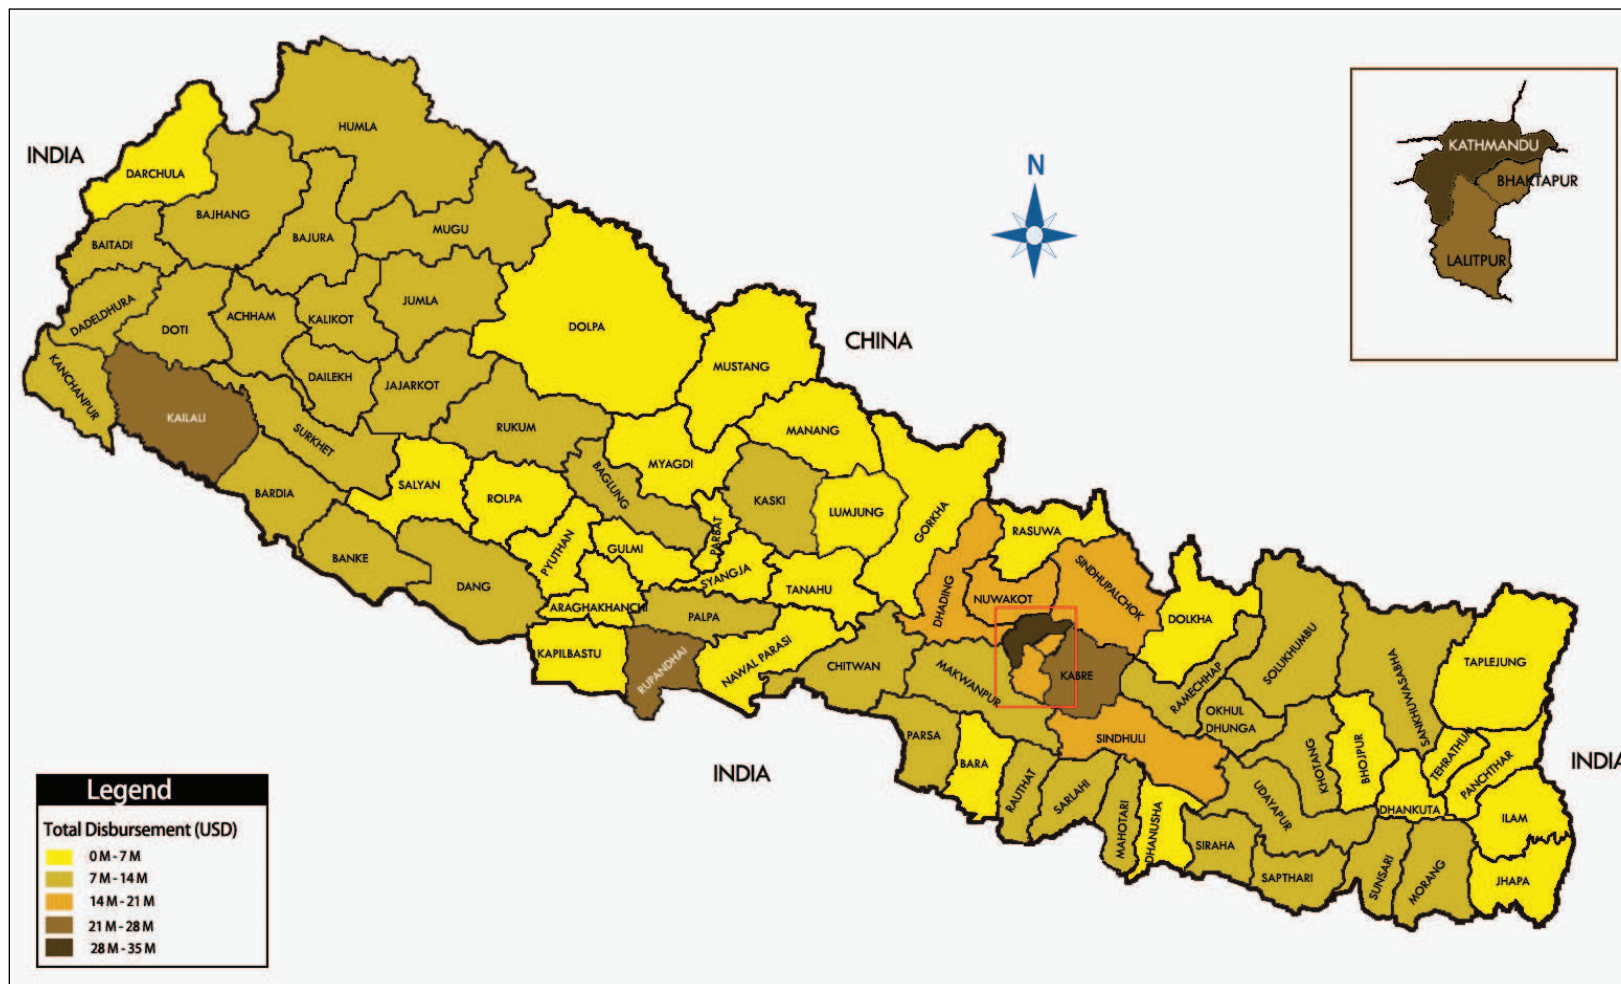 HUMLA
INDIA
DARCHULA
KATHMANDU
N
BHAKTAPUR
BAJHANG
MUGU
BAJURA
BAITADI
LALITPUR
JUMLA
DADELDHURA
ACHHAM
KALIKOT
DOTI
DOLPA
CHINA
MUSTANG
KANCHANPUR
DAILEKH
JAJARKOT
KAILALI
RUKUM
MANANG
SURKHET
MYAGDI
BAGLUNG
SALYAN
BARDIA
ROLPA
KASKI
LUMJUNG
GORKHA
RASUWA
PARBAT
GULMI
PYUTHAN
BANKE
DANG
SYANGJA
TANAHU
DHADING
NUWAKOT
SINDHUPALCHOK
ARAGHAKHANCHI
PALPA
DOLKHA
KAPILBASTU
RUPANDHAI
NAWAL PARASI
CHITWAN
MAKWANPUR
KABRE
RAMECHHAP
SOLUKHUMBU
SANKHUWASABHA
TAPLEJUNG
OKHUL
DHUNGA
PARSA
SINDHULI
KHOTANG
BHOJPUR
TEHRATHUM
PANCHTHAR
INDIA
INDIA
BARA
RAUTHAT
SARLAHI
MAHOTARI
DHANUSHA
UDAYAPUR
DHANKUTA
ILAM
SIRAHA
SAPTHARI
SUNSARI
MORANG
JHAPA
Legend
Total Disbursement (USD)
0 M - 7 M
7 M - 14 M
14 M - 21 M
21 M - 28 M
28 M - 35 M